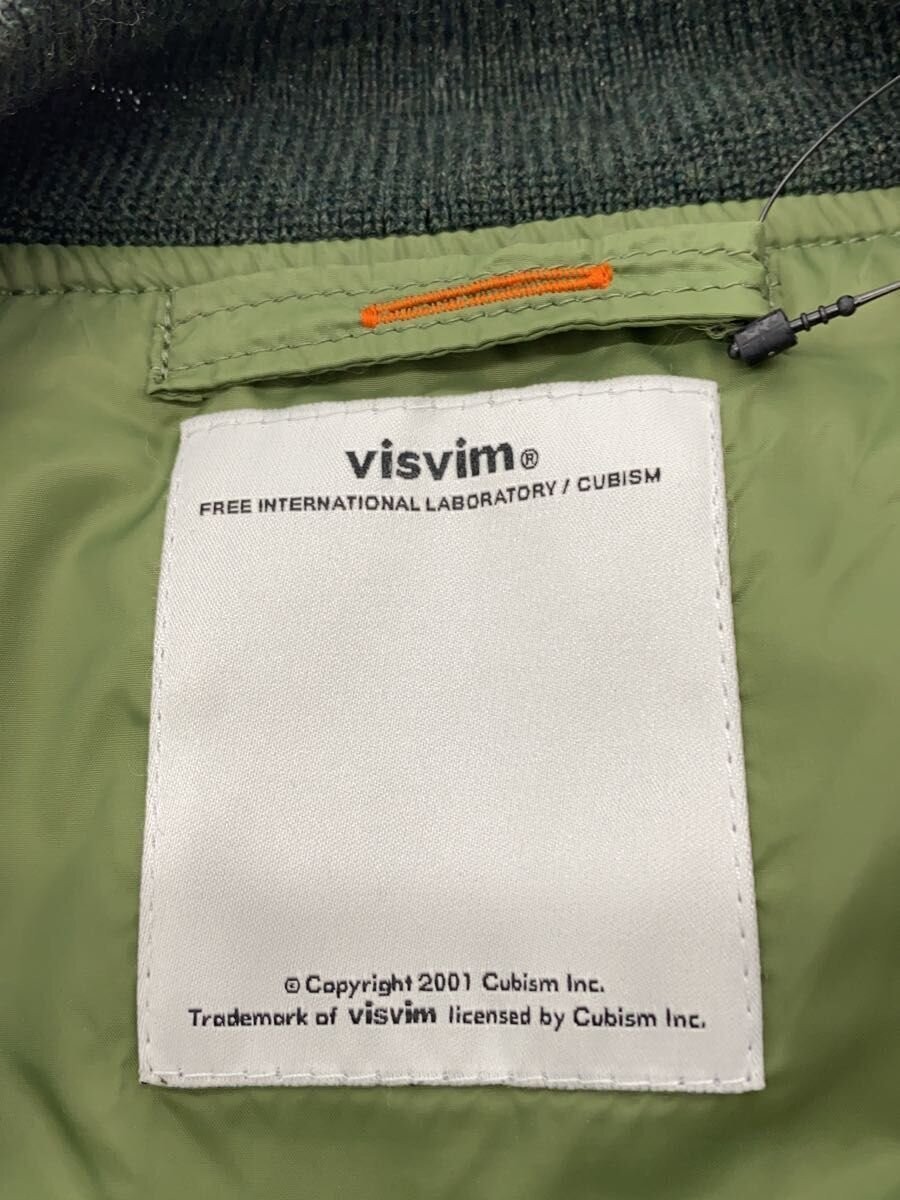 visvim®
FREE INTERNATIONAL LABORATORY / CUBISM
© Copyright 2001 Cubism Inc.
Trademark of visvim licensed by Cubism Inc.